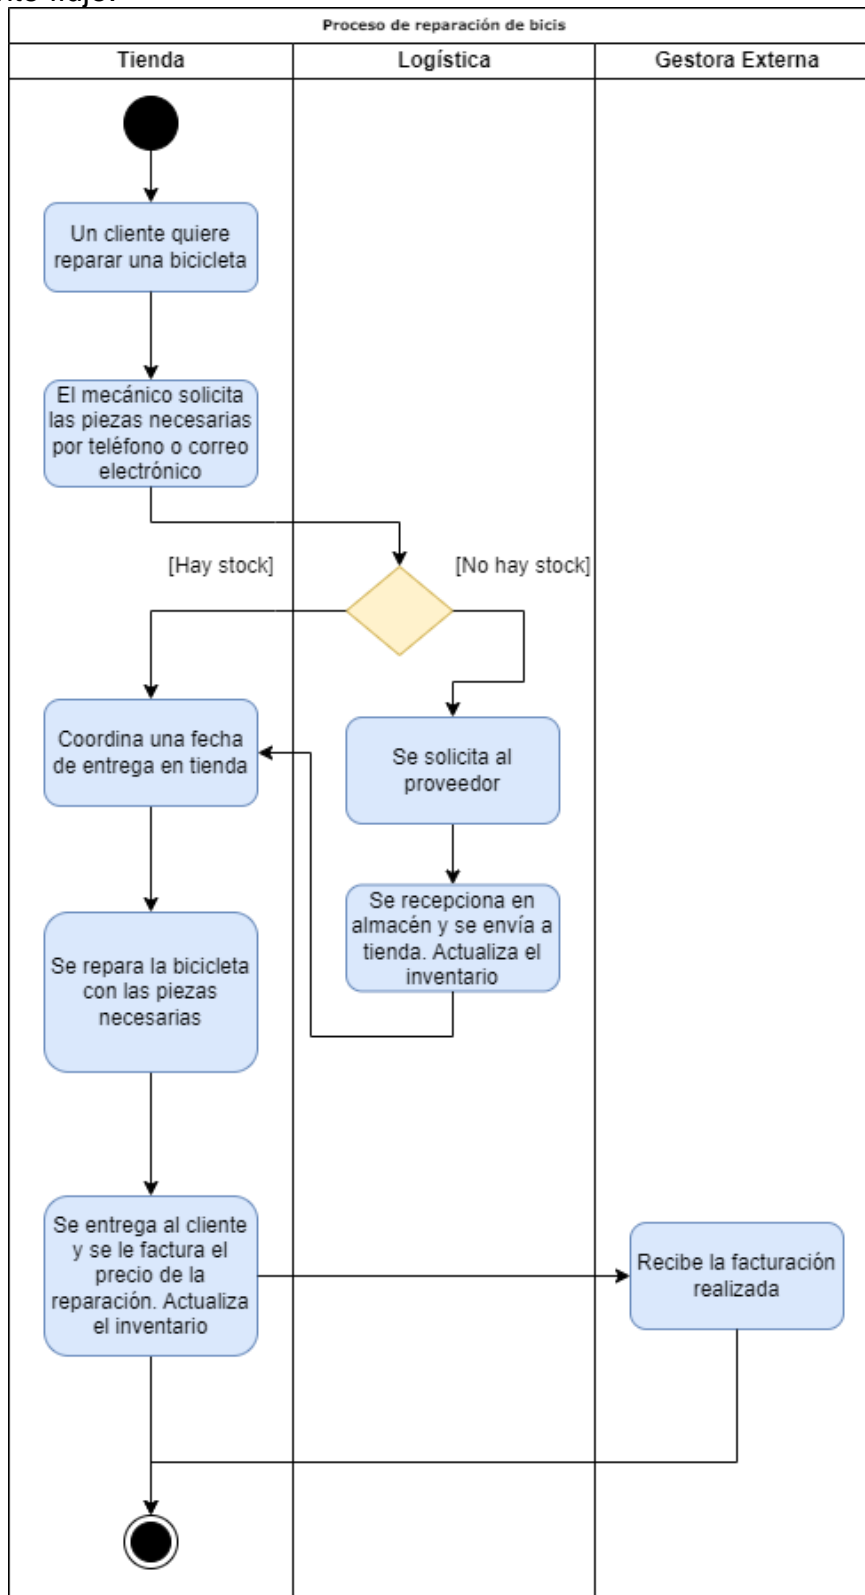 Proceso de reparación de bicis
Tienda
Logística
Gestora Externa
Un cliente quiere
reparar una bicicleta
El mecánico solicita
las piezas necesarias
por teléfono o correo
electrónico
[Hay stock]
[No hay stock]
Coordina una fecha
de entrega en tienda
Se solicita al
proveedor
Se recepciona en
almacén y se envía a
tienda. Actualiza el
inventario
Se repara la bicicleta
con las piezas
necesarias
Se entrega al cliente
y se le factura el
precio de la
reparación. Actualiza
el inventario
Recibe la facturación
realizada